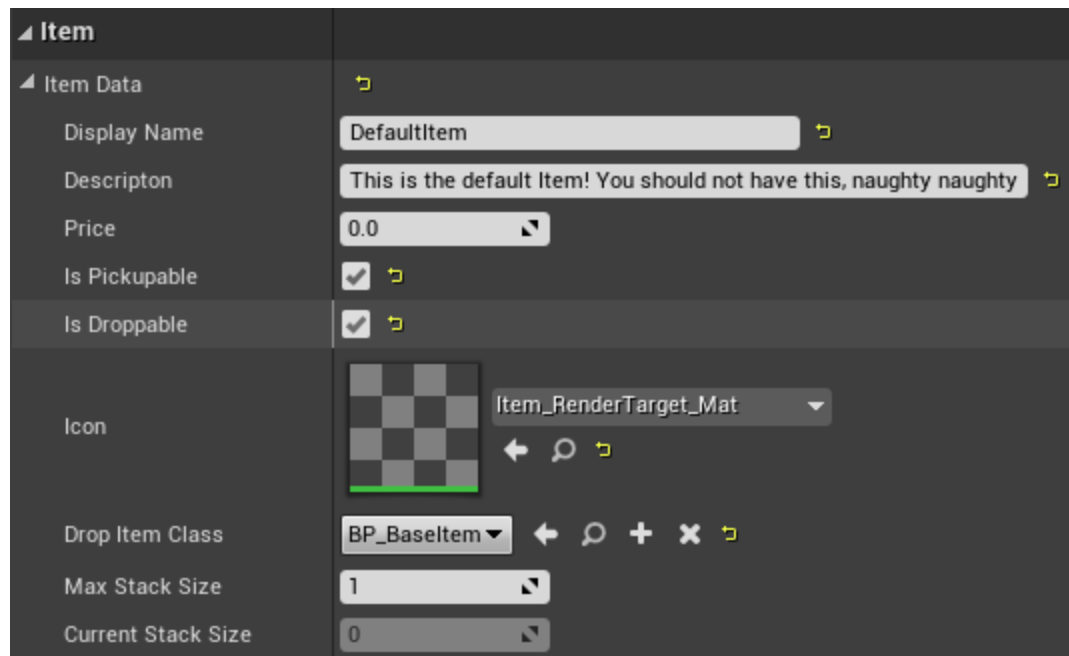 Item
Item Data
Display Name DefaultItem
Descripton This is the default Item! You should not have this, naughty naughty
Price 0.0
Is Pickupable
Is Droppable
Icon Item_RenderTarget_Mat
Drop Item Class BP_BaseItem
Max Stack Size 1
Current Stack Size 0